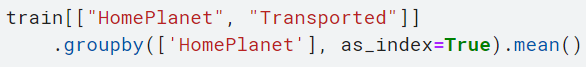 train[["HomePlanet", "Transported"]]
    .groupby(['HomePlanet'], as_index=True).mean()